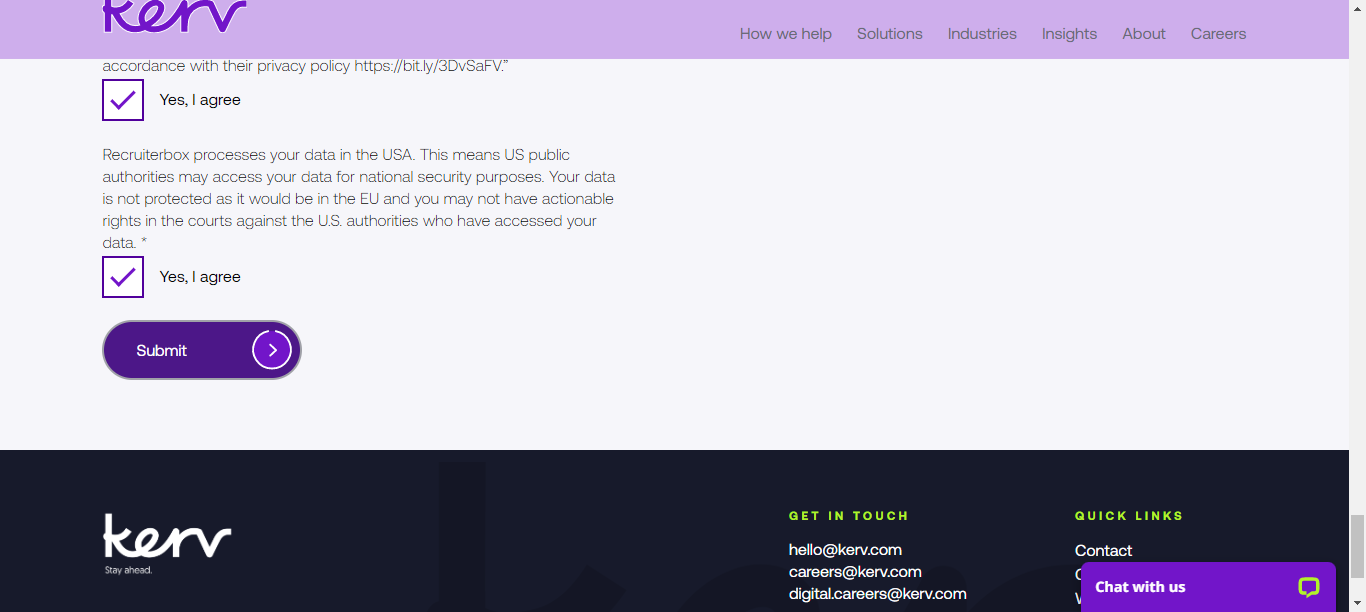 kerv
How we help Solutions Industries Insights About Careers
accordance with their privacy policy https://bit.ly/3DvSaFV.”
Yes, I agree
Recruiterbox processes your data in the USA. This means US public
authorities may access your data for national security purposes. Your data
is not protected as it would be in the EU and you may not have actionable
rights in the courts against the U.S. authorities who have accessed your
data. *
Yes, I agree
Submit
kerv
Stay ahead.
GET IN TOUCH
hello@kerv.com
careers@kerv.com
digital.careers@kerv.com
QUICK LINKS
Contact
Chat with us